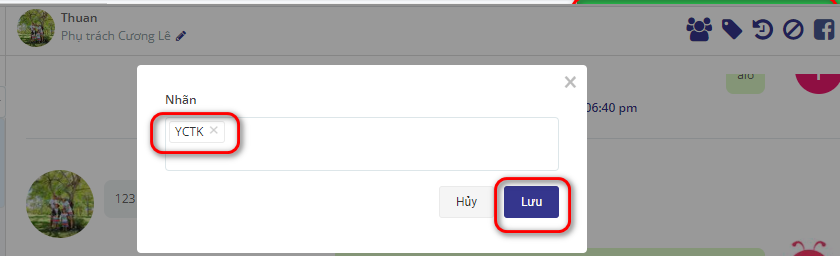 Thuan
Phụ trách Cương Lê
alo
06:40 pm
Nhãn
YCTK
123
Hủy
Lưu